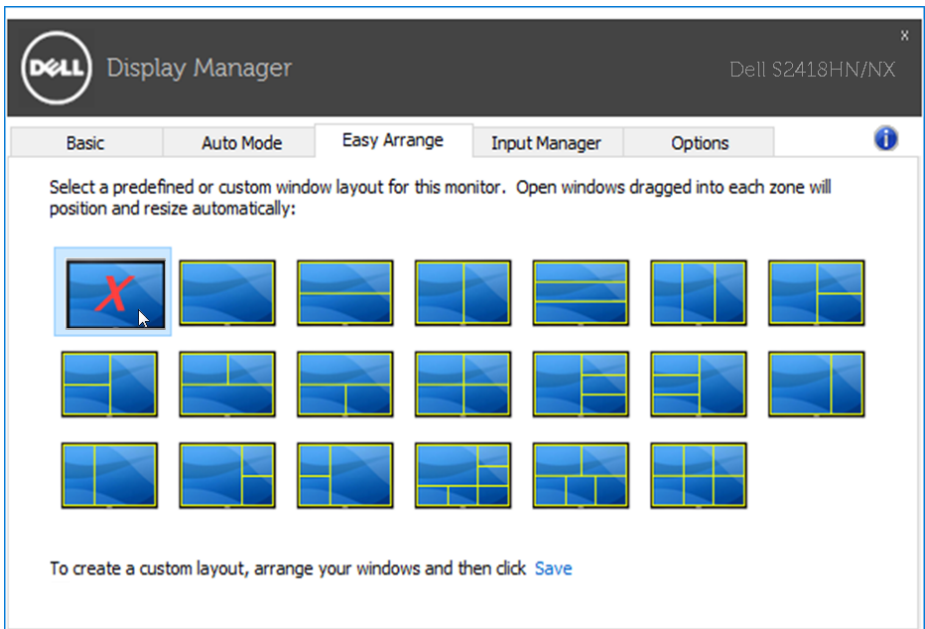 X
DELL Display Manager
Dell S2418HN/NX
Basic Auto Mode Easy Arrange Input Manager Options i
Select a predefined or custom window layout for this monitor. Open windows dragged into each zone will
position and resize automatically:
X
To create a custom layout, arrange your windows and then click Save